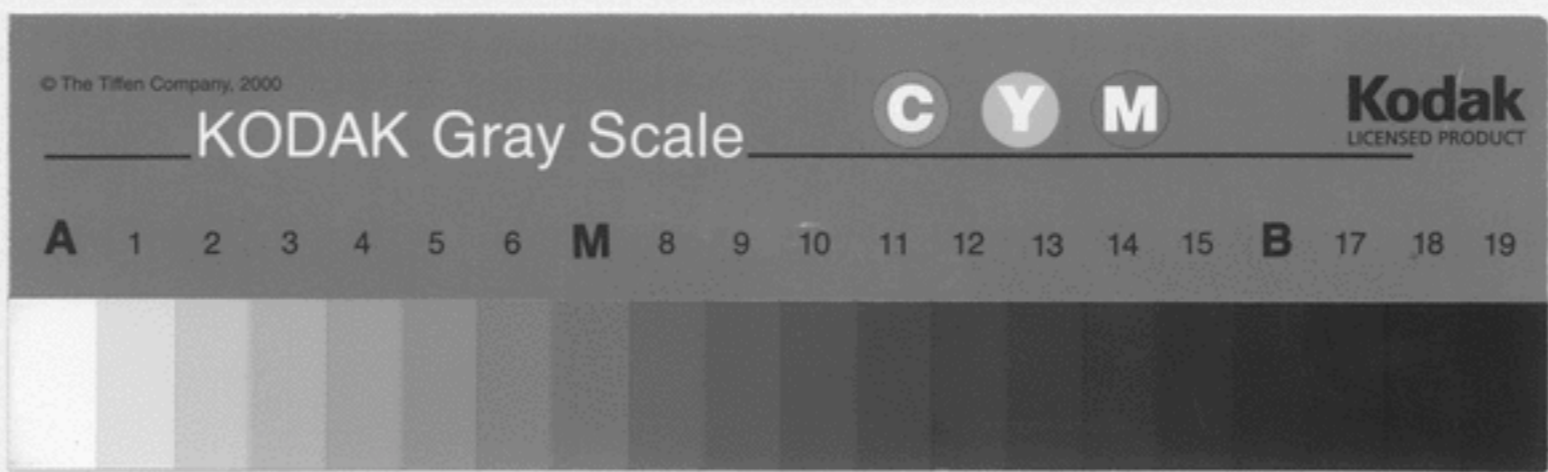 © The Tiffen Company, 2000
KODAK Gray Scale
C Y M
Kodak
LICENSED PRODUCT
A 1 2 3 4 5 6 M 8 9 10 11 12 13 14 15 B 17 18 19